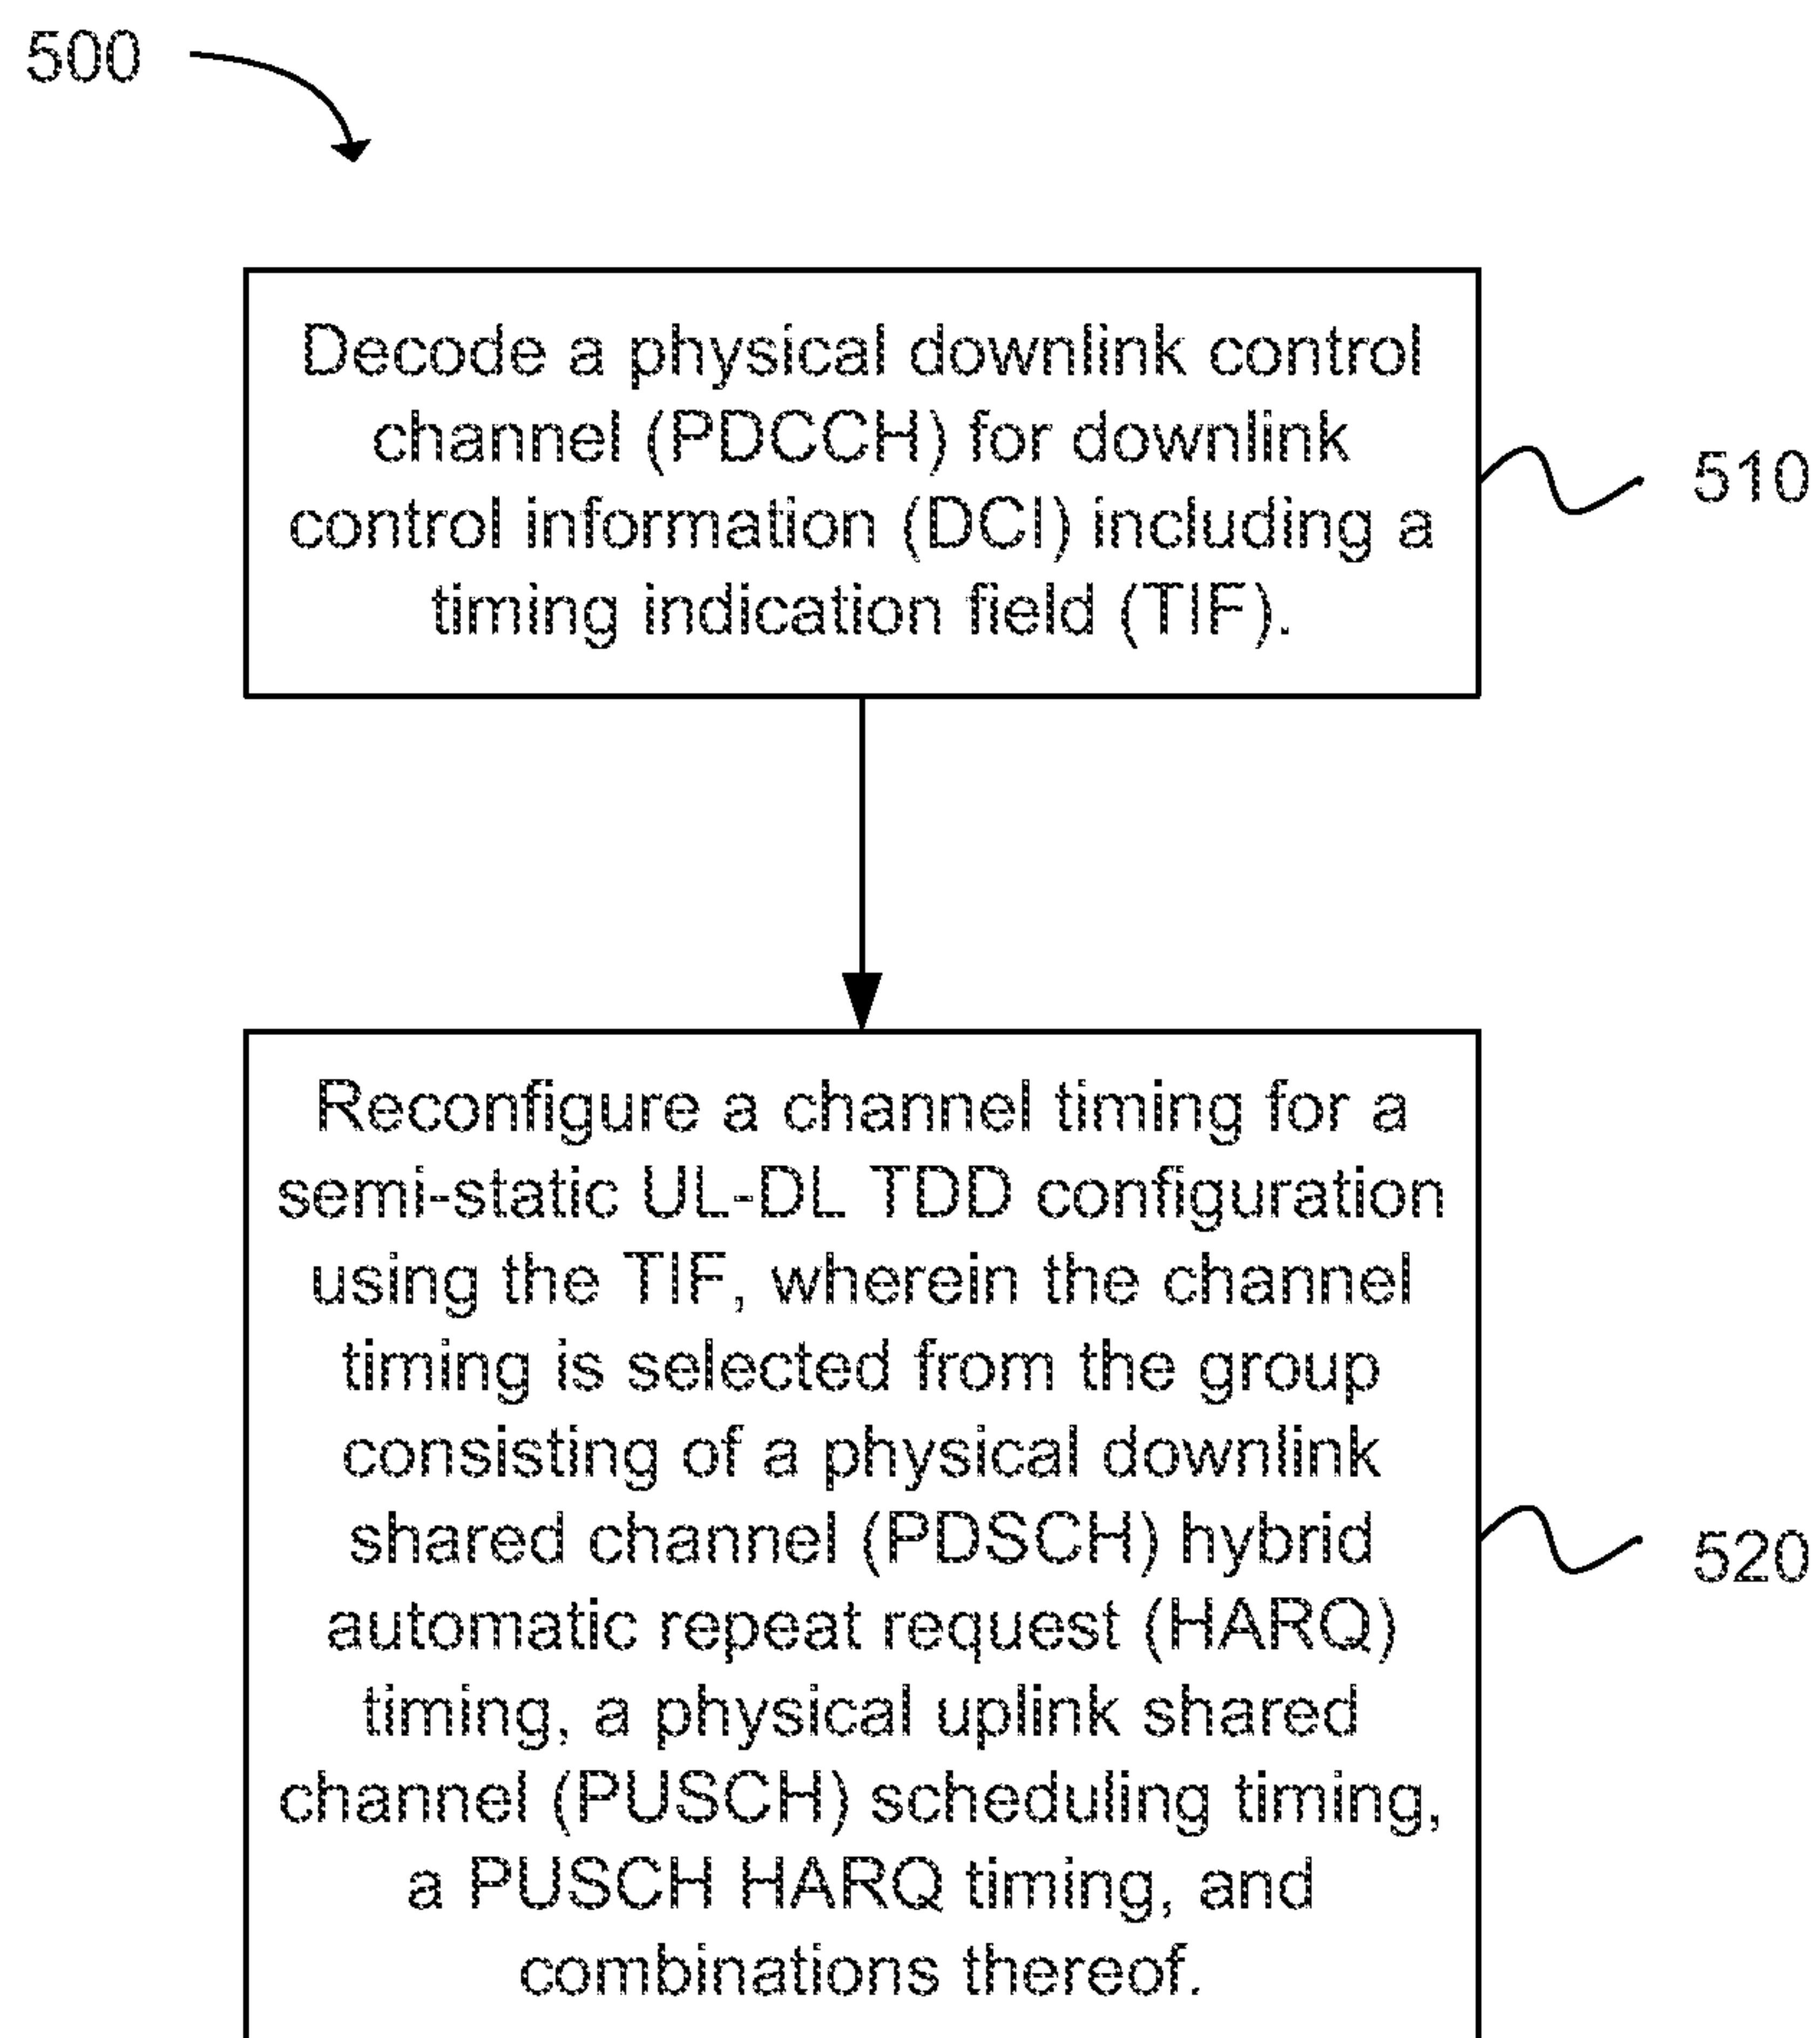 500
Decode a physical downlink control
channel (PDCCH) for downlink
control information (DCI) including a
timing indication field (TIF).
510
Reconfigure a channel timing for a
semi-static UL-DL TDD configuration
using the TIF, wherein the channel
timing is selected from the group
consisting of a physical downlink
shared channel (PDSCH) hybrid
automatic repeat request (HARQ)
timing, a physical uplink shared
channel (PUSCH) scheduling timing,
a PUSCH HARQ timing, and
combinations thereof.
520